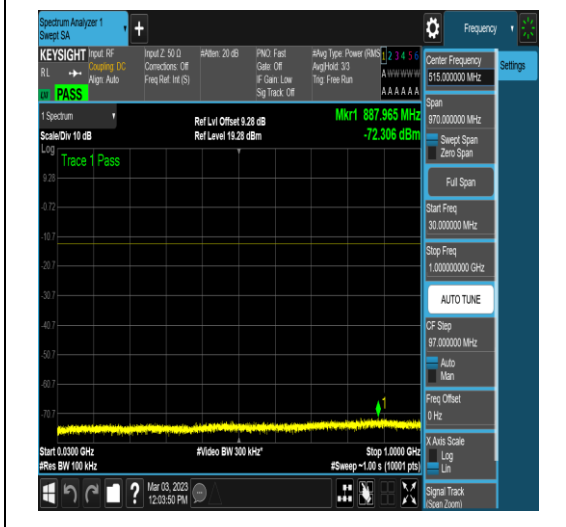 Spectrum Analyzer 1
Swept SA
+
Frequency
KEYSIGHT
RL
Input: RF
Coupling: DC
Align: Auto
Input Z: 50 Ω
Corrections: Off
Freq Ref: Int (S)
#Atten: 20 dB
PNO: Fast
Gate: Off
IF Gain: Low
Sig Track: Off
#Avg Type: Power (RMS
Avg|Hold: 3/3
Trig: Free Run
1 2 3 4 5 6
A W W W W W
A A A A A A
PASS
1 Spectrum
Scale/Div 10 dB
Log
Ref Lvl Offset 9.28 dB
Ref Level 19.28 dBm
Mkr1 887.965 MHz
-72.306 dBm
Trace 1 Pass
9.28
-0.72
-10.7
-20.7
-30.7
-40.7
-50.7
-60.7
-70.7
1
Start 0.0300 GHz
#Res BW 100 kHz
#Video BW 300 kHz*
Stop 1.0000 GHz
#Sweep ~1.00 s (10001 pts)
?
Mar 03, 2023
12:03:50 PM
Center Frequency
515.000000 MHz
Settings
Span
970.000000 MHz
Swept Span
Zero Span
Full Span
Start Freq
30.000000 MHz
Stop Freq
1.000000000 GHz
AUTO TUNE
CF Step
97.000000 MHz
Auto
Man
Freq Offset
0 Hz
X Axis Scale
Log
Lin
Signal Track
(Span Zoom)